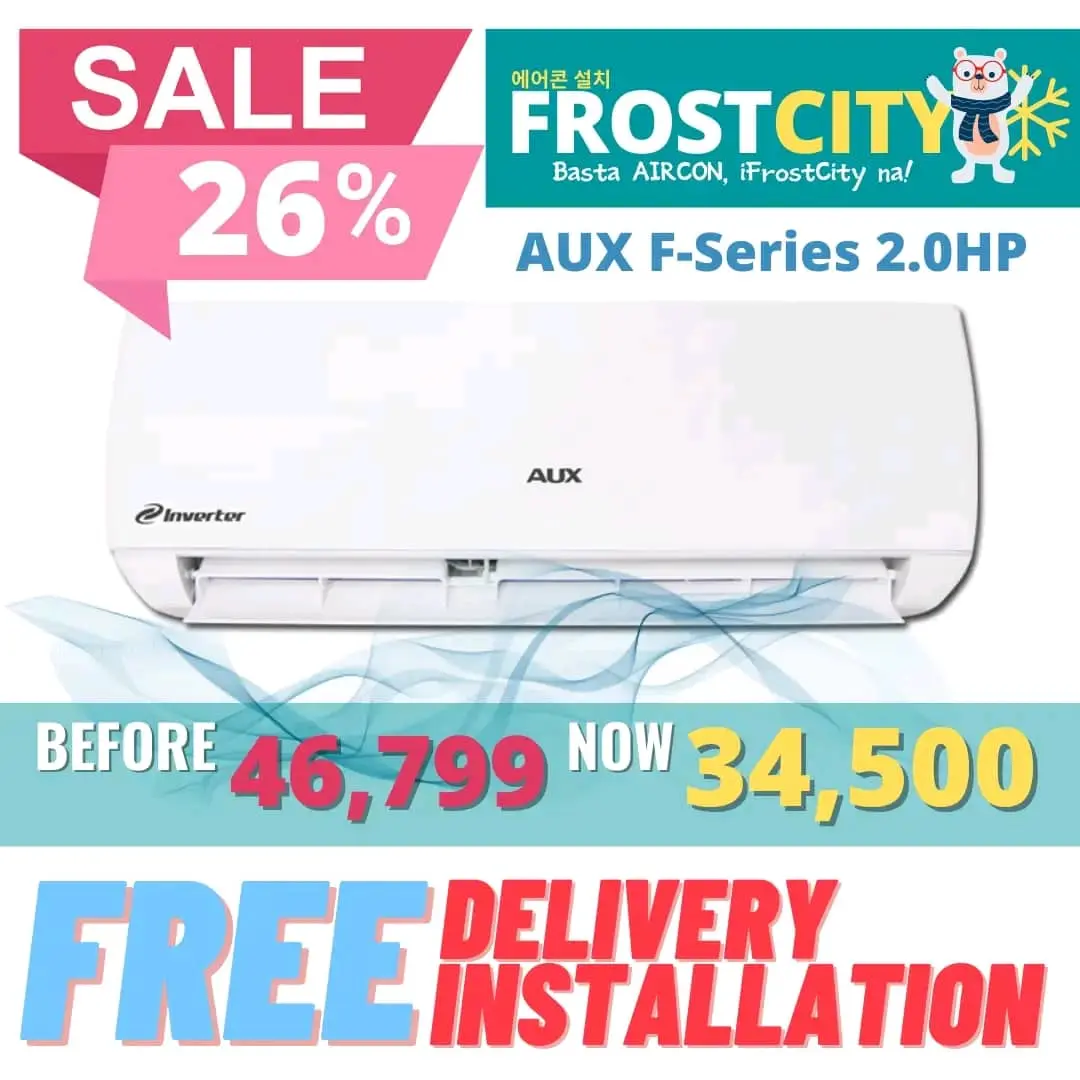 SALE
26%
에어콘 설치
FROSTCITY
Basta AIRCON, iFrostCity na!
AUX F-Series 2.0HP
AUX
Inverter
BEFORE 46,799 NOW 34,500
FREE DELIVERY
INSTALLATION